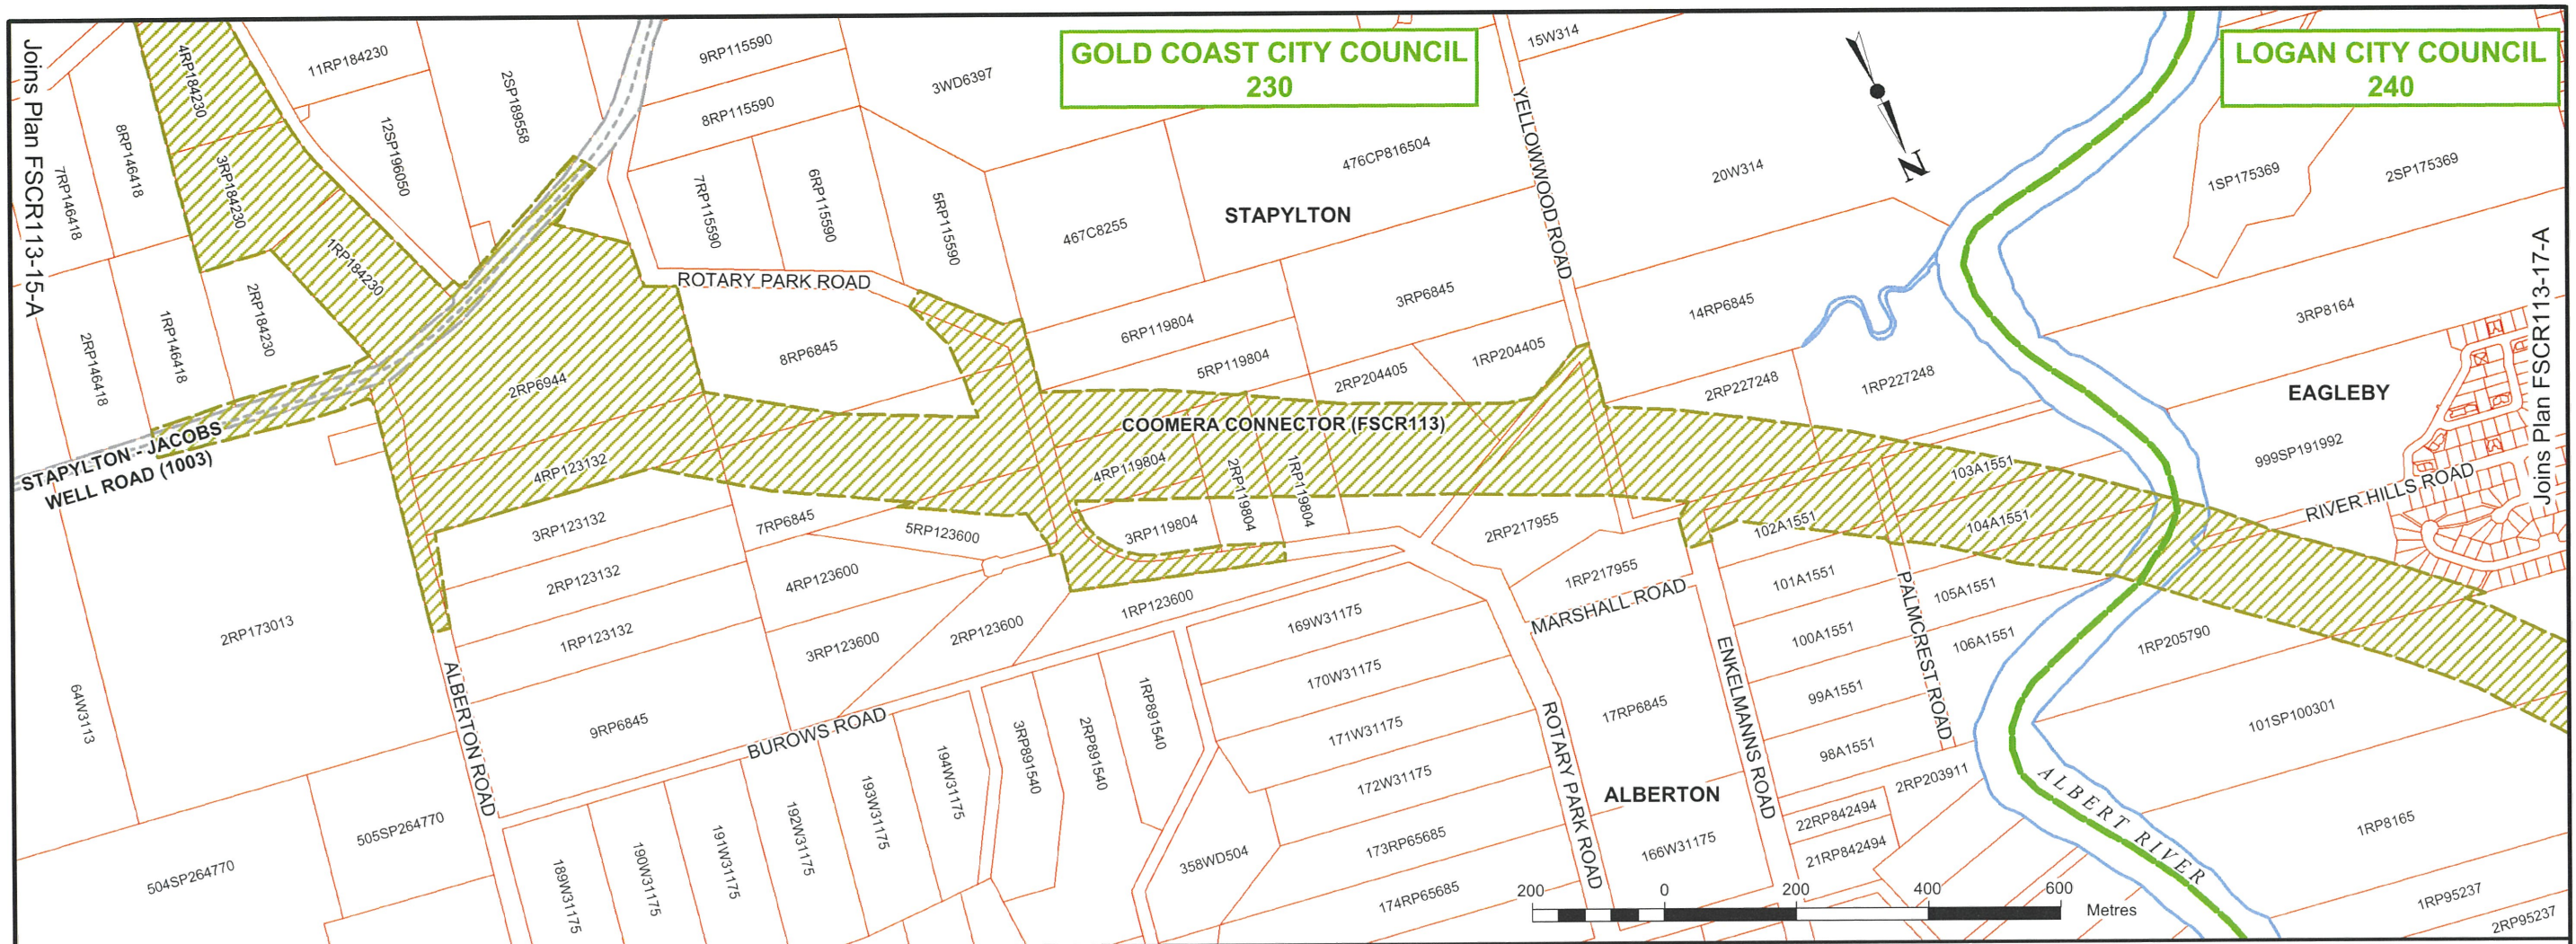 Joins Plan FSCR113-15-A
GOLD COAST CITY COUNCIL
230
LOGAN CITY COUNCIL
240
Joins Plan FSCR113-17-A
N
4RP184230
11RP184230
2SP189558
9RP115590
8RP115590
3WD6397
15W314
8RP146418
7RP146418
3RP184230
12SP196050
7RP115590
6RP115590
5RP115590
476CP816504
467C8255
STAPYLTON
YELLOWWOOD ROAD
20W314
1SP175369
2SP175369
1RP184230
2RP184230
1RP146418
2RP146418
ROTARY PARK ROAD
8RP6845
6RP119804
3RP6845
5RP119804
2RP204405
1RP204405
14RP6845
2RP227248
1RP227248
3RP8164
EAGLEBY
999SP191992
RIVER HILLS ROAD
2RP6944
COOMERA CONNECTOR (FSCR113)
STAPYLTON - JACOBS
WELL ROAD (1003)
4RP123132
4RP119804
2RP119804
1RP119804
3RP119804
103A1551
104A1551
102A1551
3RP123132
7RP6845
5RP123600
2RP217955
2RP123132
4RP123600
1RP217955
101A1551
105A1551
PALMCREST ROAD
2RP173013
1RP123132
3RP123600
2RP123600
1RP123600
169W31175
MARSHALL ROAD
100A1551
106A1551
1RP205790
64W3113
ALBERTON ROAD
9RP6845
BUROWS ROAD
170W31175
171W31175
17RP6845
ENKELMANNS ROAD
99A1551
98A1551
101SP100301
194W31175
3RP891540
2RP891540
1RP891540
172W31175
ROTARY PARK ROAD
ALBERTON
2RP203911
22RP842494
21RP842494
ALBERT RIVER
1RP8165
505SP264770
504SP264770
189W31175
190W31175
191W31175
192W31175
193W31175
358WD504
173RP65685
174RP65685
166W31175
1RP95237
2RP95237
200 0 200 400 600
Metres